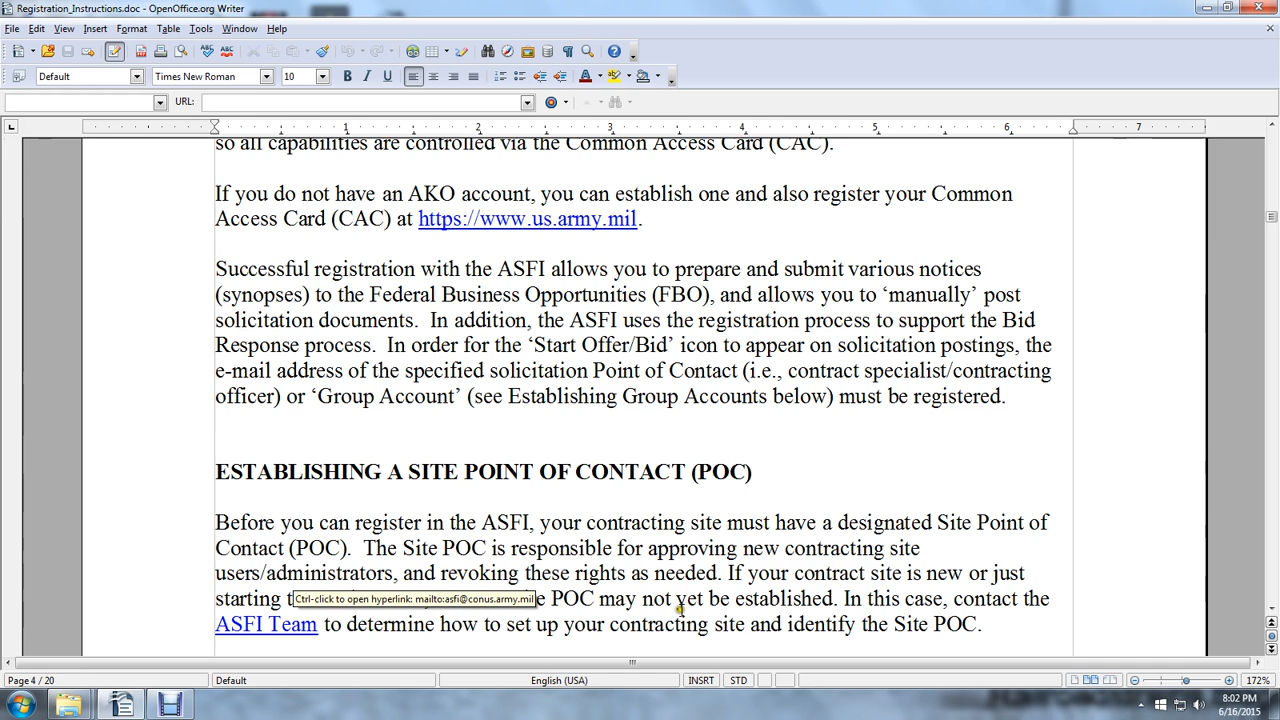 Registration_Instructions.doc - OpenOffice.org Writer
File Edit View Insert Format Table Tools Window Help
Default Times New Roman 10
URL:
1 2 3 4 5 6 7
so all capabilities are controlled via the Common Access Card (CAC).
If you do not have an AKO account, you can establish one and also register your Common
Access Card (CAC) at https://www.us.army.mil.
Successful registration with the ASFI allows you to prepare and submit various notices
(synopses) to the Federal Business Opportunities (FBO), and allows you to ‘manually’ post
solicitation documents.  In addition, the ASFI uses the registration process to support the Bid
Response process.  In order for the ‘Start Offer/Bid’ icon to appear on solicitation postings, the
e-mail address of the specified solicitation Point of Contact (i.e., contract specialist/contracting
officer) or ‘Group Account’ (see Establishing Group Accounts below) must be registered.
ESTABLISHING A SITE POINT OF CONTACT (POC)
Before you can register in the ASFI, your contracting site must have a designated Site Point of
Contact (POC).  The Site POC is responsible for approving new contracting site
users/administrators, and revoking these rights as needed. If your contract site is new or just
starting Ctrl-click to open hyperlink: mailto:asfi@conus.army.mil POC may not yet be established. In this case, contact the
ASFI Team to determine how to set up your contracting site and identify the Site POC.
Page 4 / 20 Default English (USA) INSRT STD 172%
8:02 PM
6/16/2015